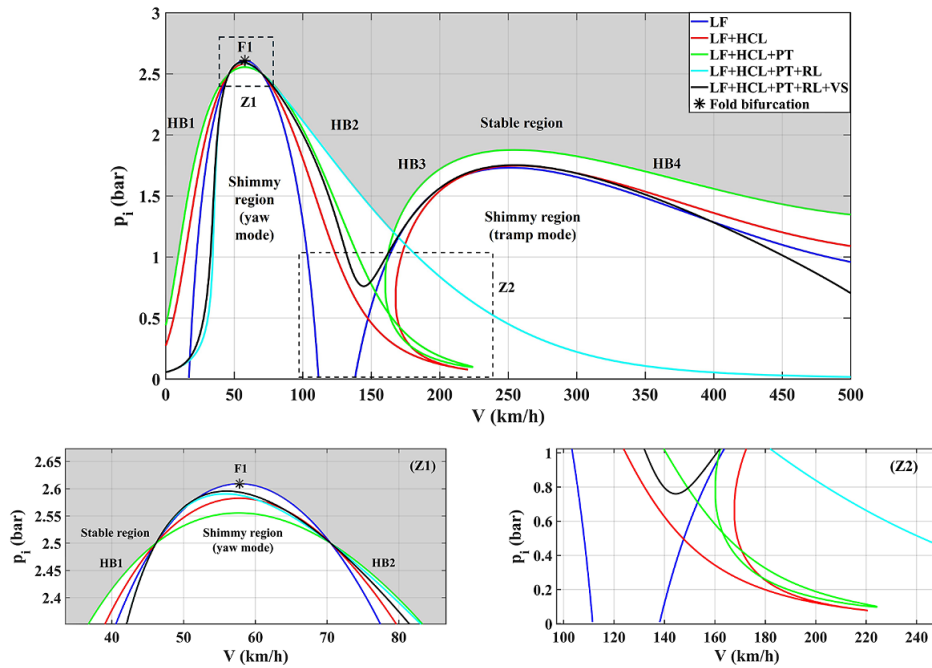 3
2.5
2
1.5
1
0.5
0
p_i (bar)
F1
Z1
HB1
HB2
HB3
HB4
Stable region
Shimmy
region
(yaw
mode)
Shimmy region
(tramp mode)
Z2
LF
LF+HCL
LF+HCL+PT
LF+HCL+PT+RL
LF+HCL+PT+RL+VS
Fold bifurcation
0 50 100 150 200 250 300 350 400 450 500
V (km/h)
(Z1)
2.65
2.6
2.55
2.5
2.45
2.4
p_i (bar)
F1
Stable region
Shimmy region
(yaw mode)
HB1
HB2
40 50 60 70 80
V (km/h)
(Z2)
1
0.8
0.6
0.4
0.2
0
p_i (bar)
100 120 140 160 180 200 220 240
V (km/h)